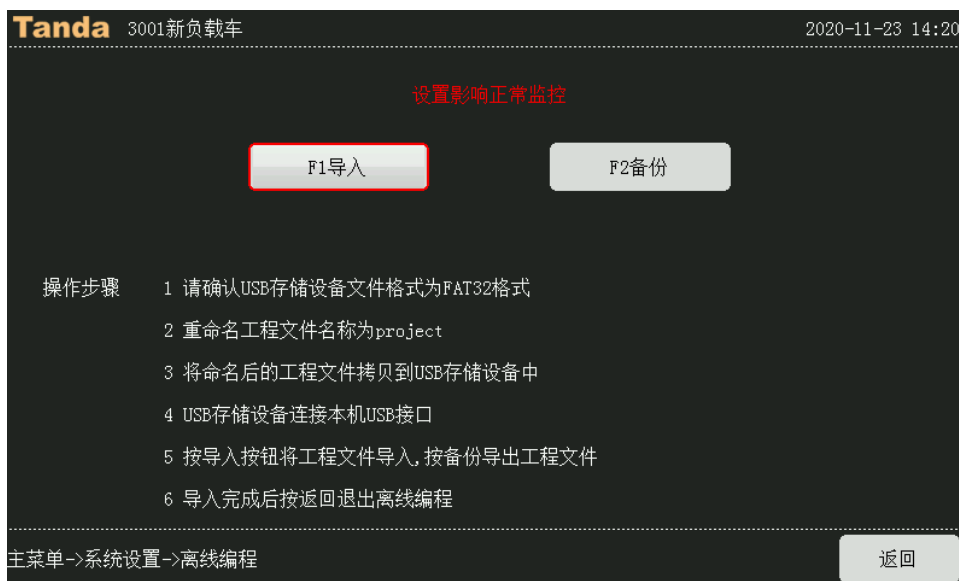 Tanda 3001新负载车 2020-11-23 14:20
设置影响正常监控
F1导入 F2备份
操作步骤 1 请确认USB存储设备文件格式为FAT32格式
2 重命名工程文件名称为project
3 将命名后的工程文件拷贝到USB存储设备中
4 USB存储设备连接本机USB接口
5 按导入按钮将工程文件导入,按备份导出工程文件
6 导入完成后按返回退出离线编程
主菜单->系统设置->离线编程 返回